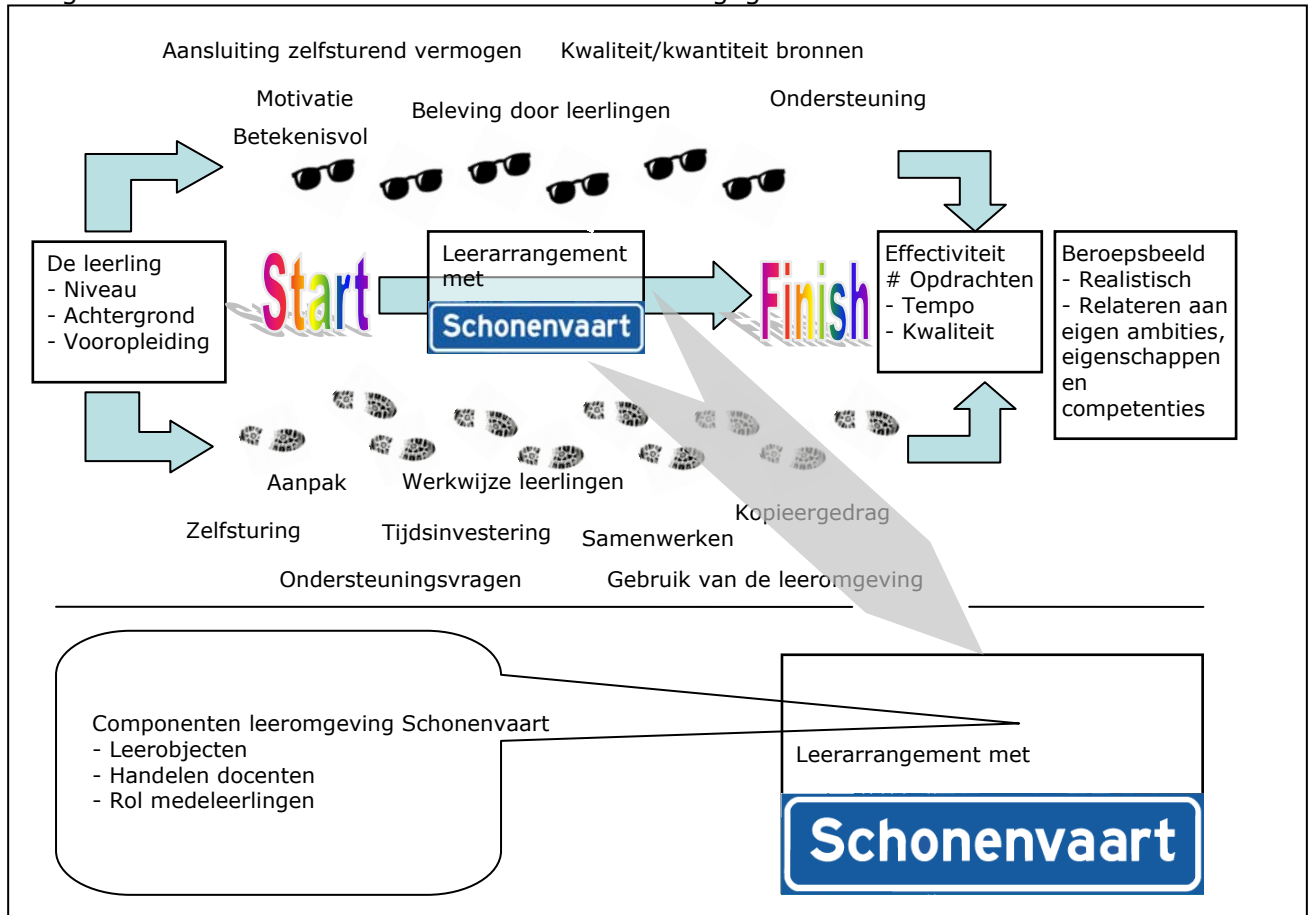 Aansluiting zelfsturend vermogen
Kwaliteit/kwantiteit bronnen
Motivatie
Beleving door leerlingen
Ondersteuning
Betekenisvol
De leerling
- Niveau
- Achtergrond
- Vooropleiding
Start
Leerarrangement
met
Schonenvaart
Finish
Effectiviteit
# Opdrachten
- Tempo
- Kwaliteit
Beroepsbeeld
- Realistisch
- Relateren aan
eigen ambities,
eigenschappen
en
competenties
Aanpak
Werkwijze leerlingen
Kopieergedrag
Zelfsturing
Tijdsinvestering
Samenwerken
Ondersteuningsvragen
Gebruik van de leeromgeving
Componenten leeromgeving Schonenvaart
- Leerobjecten
- Handelen docenten
- Rol medeleerlingen
Leerarrangement met
Schonenvaart